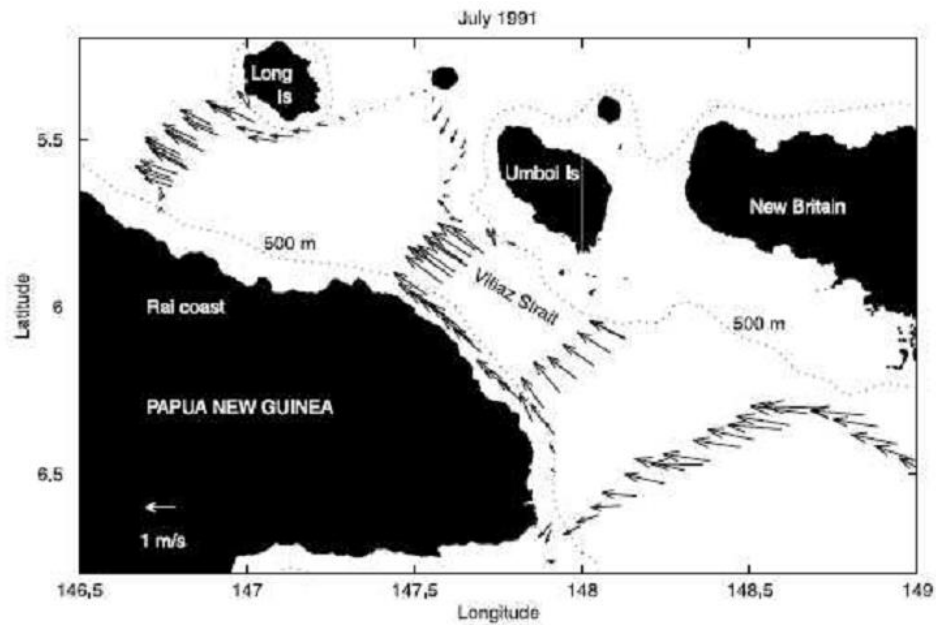 July 1991
Long
Is
5.5
Umboi Is
New Britain
500 m
Vitiaz Strait
Latitude
6
Rai coast
500 m
PAPUA NEW GUINEA
6,5
1 m/s
146,5
147
147,5
148
148,5
149
Longitude